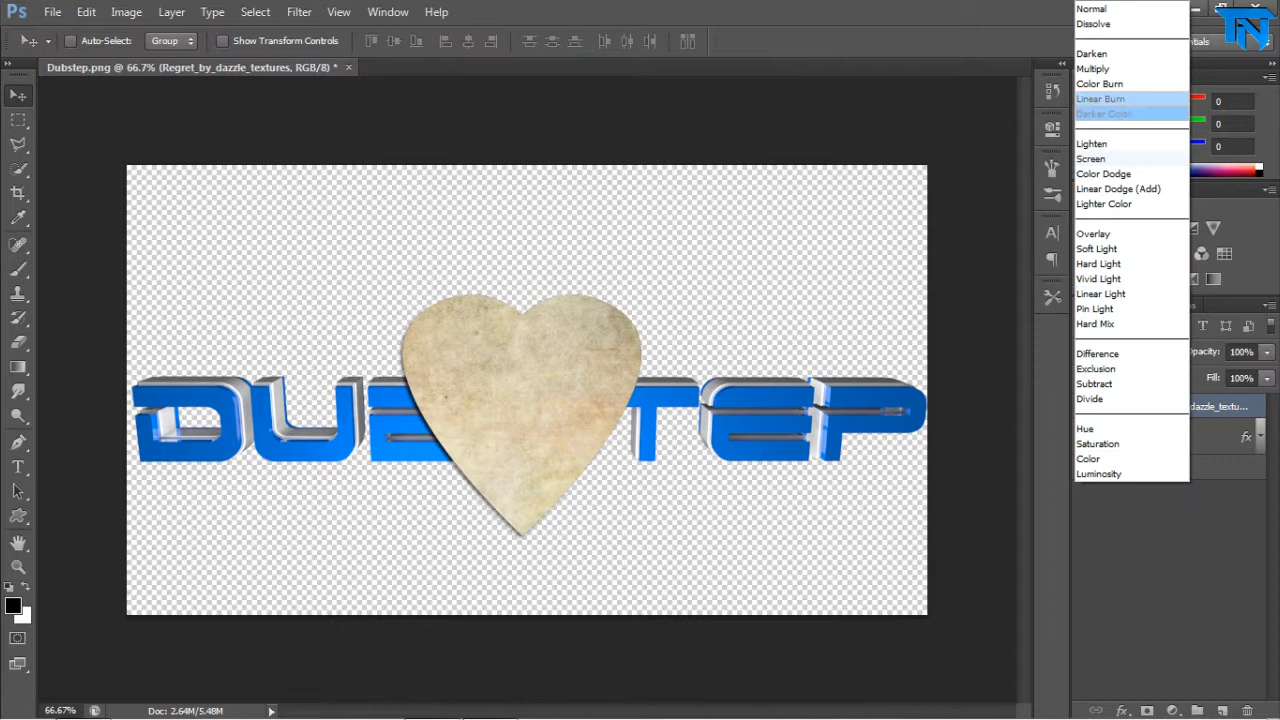 Ps File Edit Image Layer Type Select Filter View Window Help
Auto-Select: Group Show Transform Controls
Dubstep.png @ 66.7% (Regret_by_dazzle_textures, RGB/8) * ×
Normal
Dissolve
Darken
Multiply
Color Burn
Linear Burn
Darker Color
Lighten
Screen
Color Dodge
Linear Dodge (Add)
Lighter Color
Overlay
Soft Light
Hard Light
Vivid Light
Linear Light
Pin Light
Hard Mix
Difference
Exclusion
Subtract
Divide
Hue
Saturation
Color
Luminosity
TN
entials
0
0
0
Opacity: 100%
Fill: 100%
dazzle_textu...
fx
DUB TEP
66.67% Doc: 2.64M/5.48M